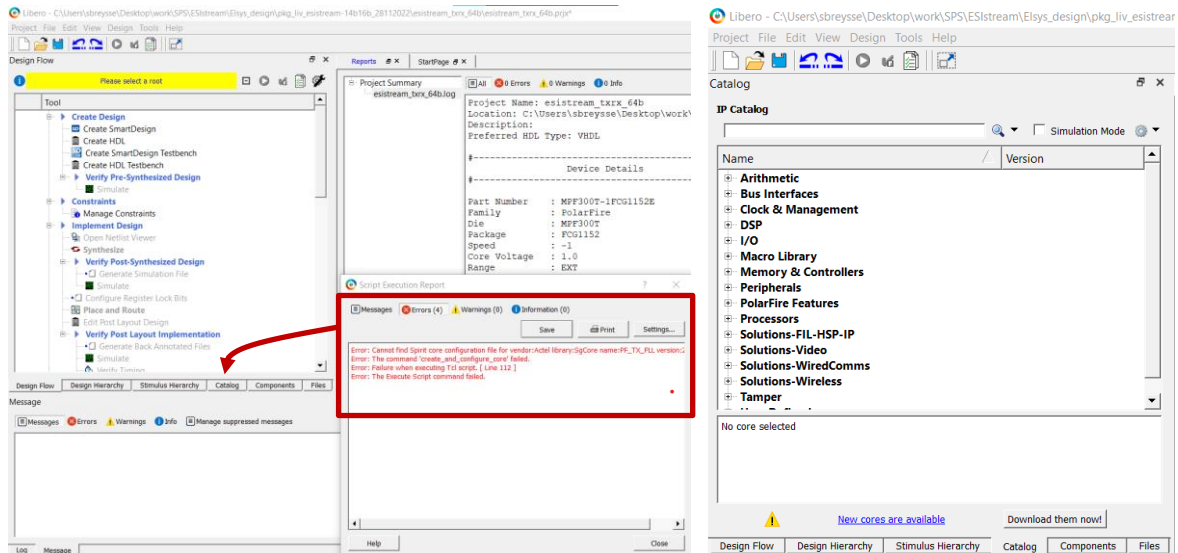 Libero - C:\Users\sbreysse\Desktop\work\SPS\ESIstream\Elsys_design\pkg_liv_esistream-14b16b_28112022\esistream_txrx_64b\esistream_txrx_64b.prjx*
Project File Edit View Design Tools Help
Design Flow
Please select a root
Tool
Create Design
Create SmartDesign
Create HDL
Create SmartDesign Testbench
Create HDL Testbench
Verify Pre-Synthesized Design
Simulate
Constraints
Manage Constraints
Implement Design
Open Netlist Viewer
Synthesize
Verify Post-Synthesized Design
Generate Simulation File
Simulate
Configure Register Lock Bits
Place and Route
Edit Post Layout Design
Verify Post Layout Implementation
Generate Back Annotated Files
Simulate
Verify Timing
Design Flow Design Hierarchy Stimulus Hierarchy Catalog Components Files
Message
Messages Errors Warnings Info Manage suppressed messages
Log Message
Reports StartPage
Project Summary
esistream_txrx_64b.log
All 0 Errors 0 Warnings 0 Info
Project Name: esistream_txrx_64b
Location: C:\Users\sbreysse\Desktop\work\
Description:
Preferred HDL Type: VHDL
#----------------------------------
Device Details
#----------------------------------
Part Number : MPF300T-1FCG1152E
Family : PolarFire
Die : MPF300T
Package : FCG1152
Speed : -1
Core Voltage : 1.0
Range : EXT
Script Execution Report ?
Messages Errors (4) Warnings (0) Information (0)
Save Print Settings...
Error: Cannot find Spirit core configuration file for vendor:Actel library:SgCore name:PF_TX_PLL version:
Error: The command 'create_and_configure_core' failed.
Error: Failure when executing Tcl script. [ Line 112 ]
Error: The Execute Script command failed.
Help Close
Libero - C:\Users\sbreysse\Desktop\work\SPS\ESIstream\Elsys_design\pkg_liv_esistrear
Project File Edit View Design Tools Help
Catalog
IP Catalog
Simulation Mode
Name Version
Arithmetic
Bus Interfaces
Clock & Management
DSP
I/O
Macro Library
Memory & Controllers
Peripherals
PolarFire Features
Processors
Solutions-FIL-HSP-IP
Solutions-Video
Solutions-WiredComms
Solutions-Wireless
Tamper
No core selected
New cores are available Download them now!
Design Flow Design Hierarchy Stimulus Hierarchy Catalog Components Files